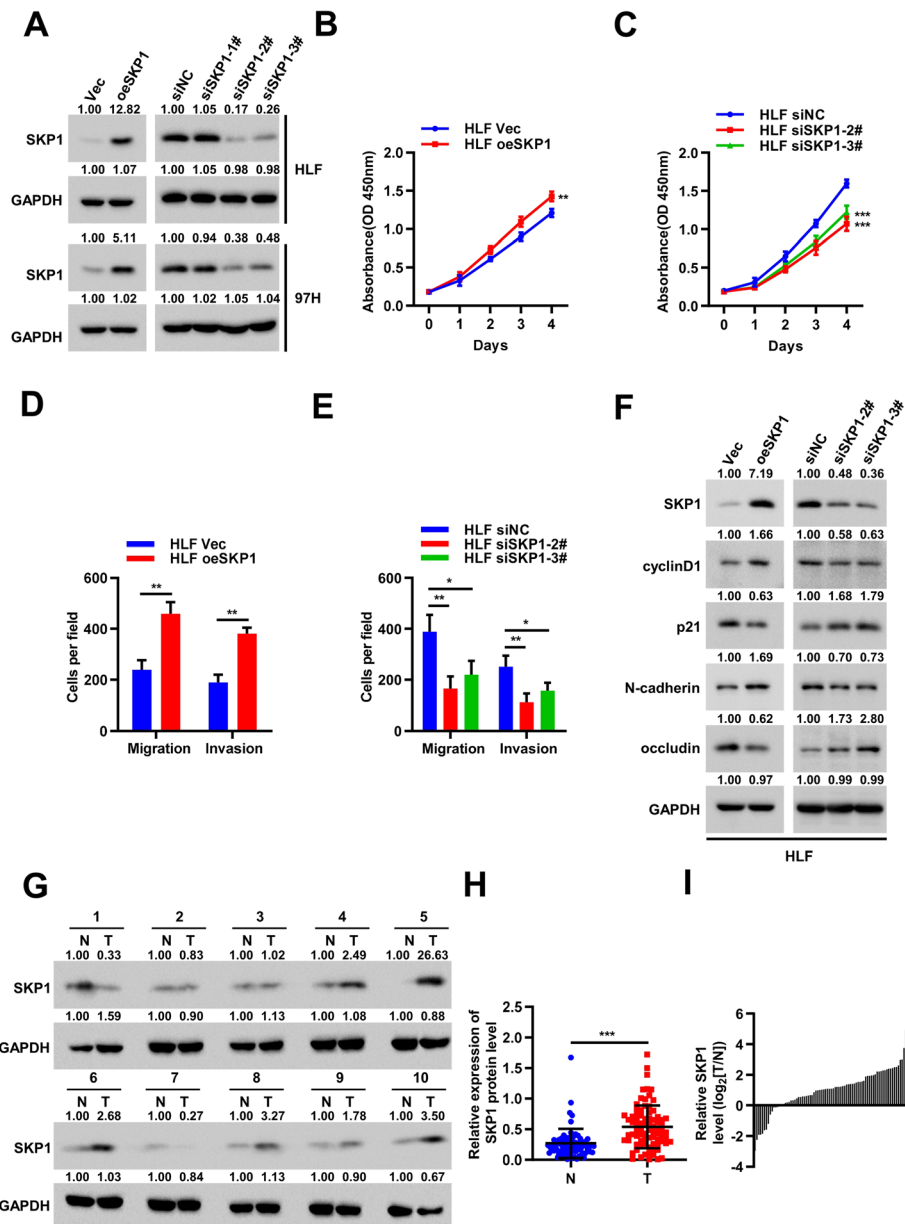 A
Vec
oeSKP1
siNC
siSKP1-1#
siSKP1-2#
siSKP1-3#
1.00 12.82 1.00 1.05 0.17 0.26
SKP1
1.00 1.07 1.00 1.05 0.98 0.98
HLF
GAPDH
1.00 5.11 1.00 0.94 0.38 0.48
SKP1
1.00 1.02 1.00 1.02 1.05 1.04
97H
GAPDH
B
HLF Vec
HLF oeSKP1
Absorbance(OD 450nm)
2.0
1.5
1.0
0.5
0.0
**
0 1 2 3 4
Days
C
HLF siNC
HLF siSKP1-2#
HLF siSKP1-3#
Absorbance(OD 450nm)
2.0
1.5
1.0
0.5
0.0
***
***
0 1 2 3 4
Days
D
HLF Vec
HLF oeSKP1
Cells per field
600
400
200
0
**
**
Migration Invasion
E
HLF siNC
HLF siSKP1-2#
HLF siSKP1-3#
Cells per field
600
400
200
0
*
**
*
**
Migration Invasion
F
Vec
oeSKP1
siNC
siSKP1-2#
siSKP1-3#
1.00 7.19 1.00 0.48 0.36
SKP1
1.00 1.66 1.00 0.58 0.63
cyclinD1
1.00 0.63 1.00 1.68 1.79
p21
1.00 1.69 1.00 0.70 0.73
N-cadherin
1.00 0.62 1.00 1.73 2.80
occludin
1.00 0.97 1.00 0.99 0.99
GAPDH
HLF
G
1 2 3 4 5
N T N T N T N T N T
1.00 0.33 1.00 0.83 1.00 1.02 1.00 2.49 1.00 26.63
SKP1
1.00 1.59 1.00 0.90 1.00 1.13 1.00 1.08 1.00 0.88
GAPDH
6 7 8 9 10
N T N T N T N T N T
1.00 2.68 1.00 0.27 1.00 3.27 1.00 1.78 1.00 3.50
SKP1
1.00 1.03 1.00 0.84 1.00 1.13 1.00 0.90 1.00 0.67
GAPDH
H
Relative expression of
SKP1 protein level
2.5
2.0
1.5
1.0
0.5
0.0
***
N T
I
Relative SKP1
level (log2[T/N])
6
4
2
0
-2
-4